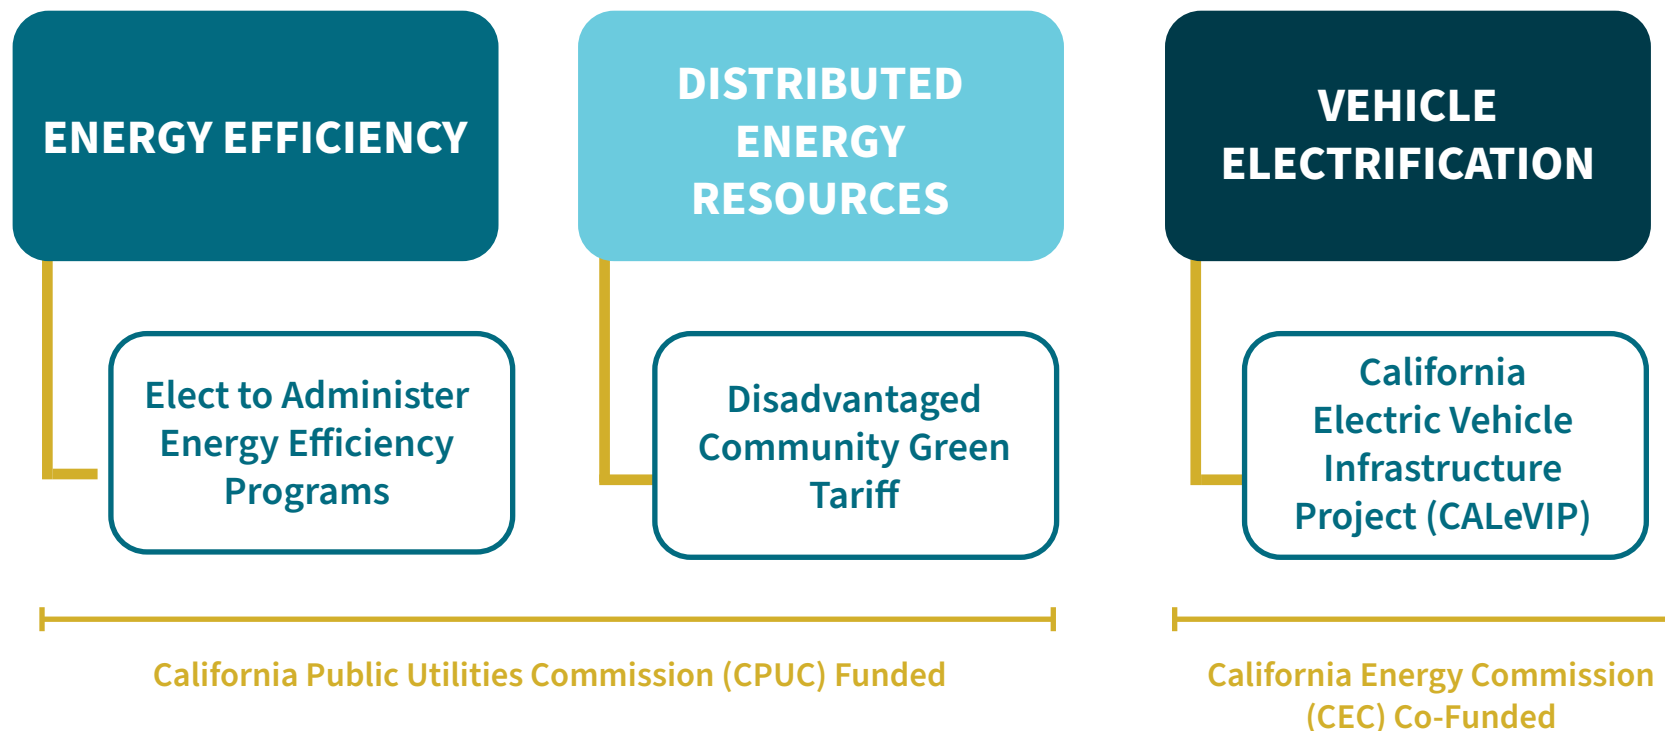 ENERGY EFFICIENCY
DISTRIBUTED
ENERGY
RESOURCES
VEHICLE
ELECTRIFICATION
Elect to Administer
Energy Efficiency
Programs
Disadvantaged
Community Green
Tariff
California
Electric Vehicle
Infrastructure
Project (CALeVIP)
California Public Utilities Commission (CPUC) Funded
California Energy Commission
(CEC) Co-Funded